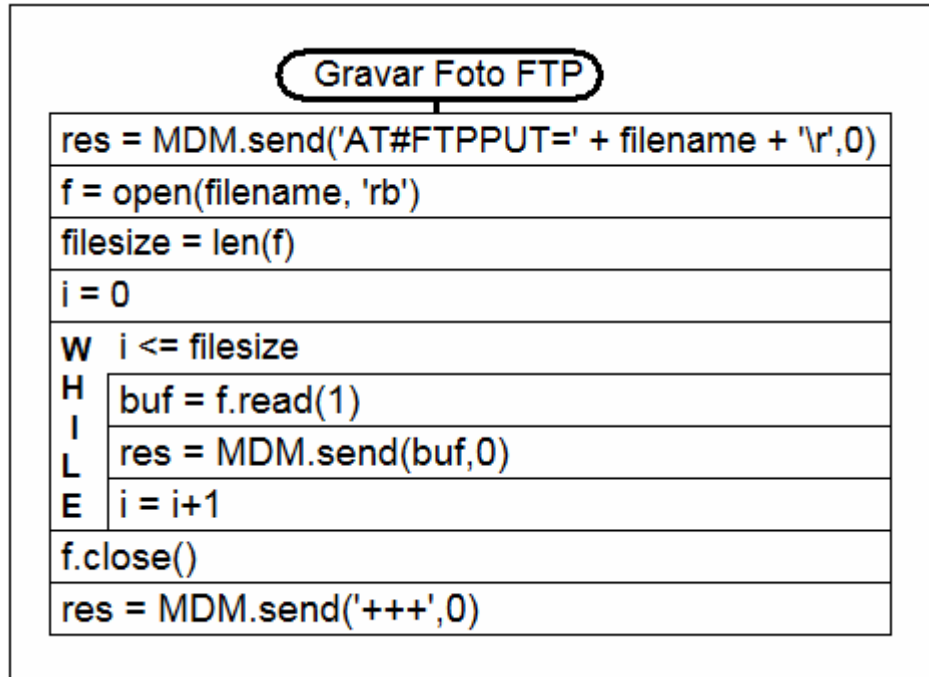 Gravar Foto FTP
res = MDM.send('AT#FTPPUT=' + filename + '\r',0)
f = open(filename, 'rb')
filesize = len(f)
i = 0
WHILE
i <= filesize
buf = f.read(1)
res = MDM.send(buf,0)
i = i+1
f.close()
res = MDM.send('+++',0)